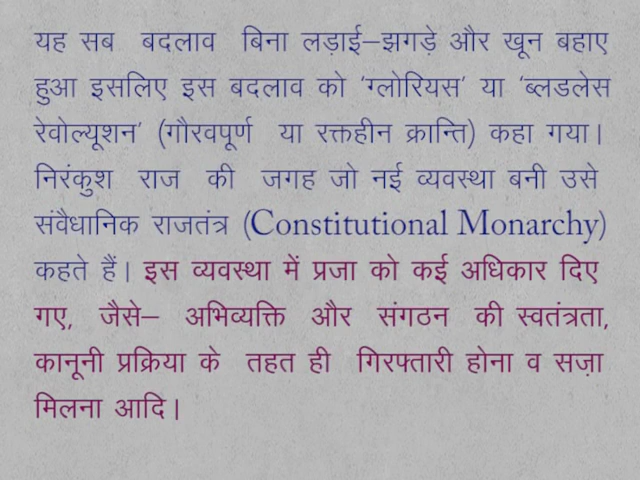 यह सब बदलाव बिना लड़ाई–झगड़े और खून बहाए
हुआ इसलिए इस बदलाव को 'ग्लोरियस' या 'ब्लडलेस
रेवोल्यूशन' (गौरवपूर्ण या रक्तहीन क्रान्ति) कहा गया।
निरंकुश राज की जगह जो नई व्यवस्था बनी उसे
संवैधानिक राजतंत्र (Constitutional Monarchy)
कहते हैं। इस व्यवस्था में प्रजा को कई अधिकार दिए
गए, जैसे– अभिव्यक्ति और संगठन की स्वतंत्रता,
कानूनी प्रक्रिया के तहत ही गिरफ्तारी होना व सज़ा
मिलना आदि।